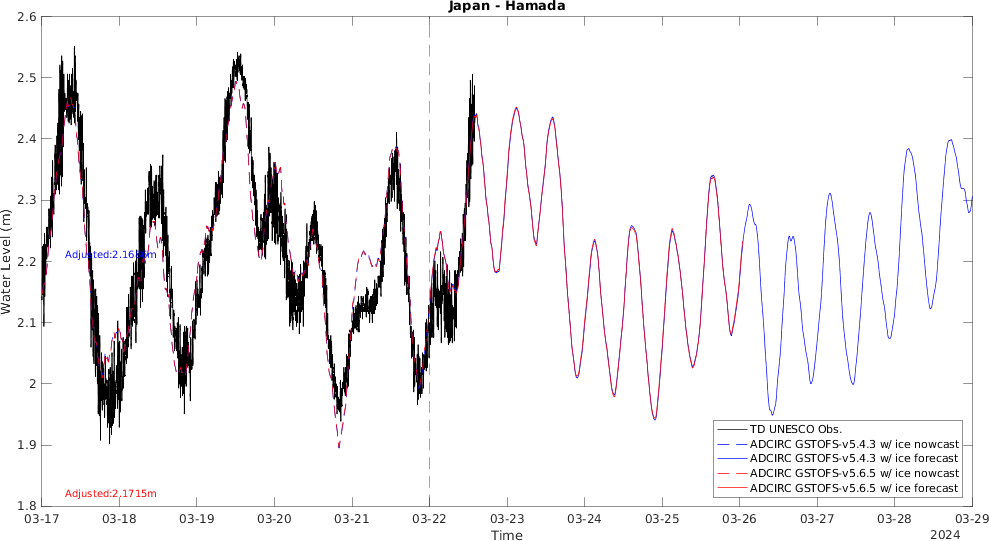 Japan - Hamada
2.6
2.5
2.4
2.3
2.2
2.1
2
1.9
1.8
Water Level (m)
Adjusted:
Adjusted:2.1715m
TD UNESCO Obs.
ADCIRC GSTOFS-v5.4.3 w/ ice nowcast
ADCIRC GSTOFS-v5.4.3 w/ ice forecast
ADCIRC GSTOFS-v5.6.5 w/ ice nowcast
ADCIRC GSTOFS-v5.6.5 w/ ice forecast
03-17 03-18 03-19 03-20 03-21 03-22 03-23 03-24 03-25 03-26 03-27 03-28 03-29
Time
2024